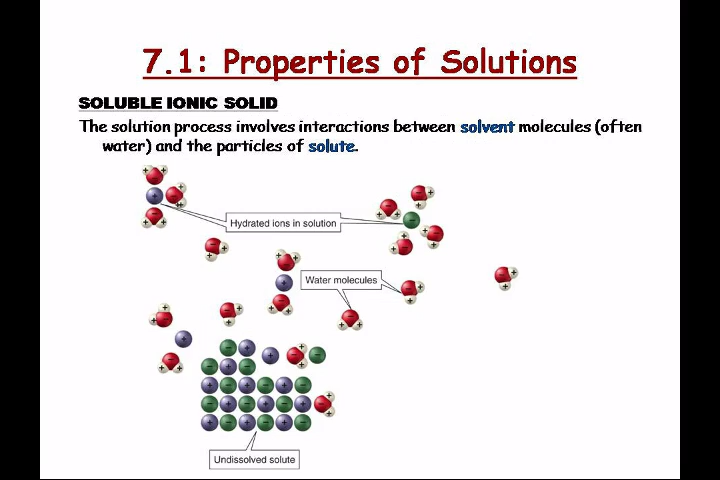 7.1: Properties of Solutions
SOLUBLE IONIC SOLID
The solution process involves interactions between solvent molecules (often
water) and the particles of solute.
Hydrated ions in solution
Water molecules
Undissolved solute